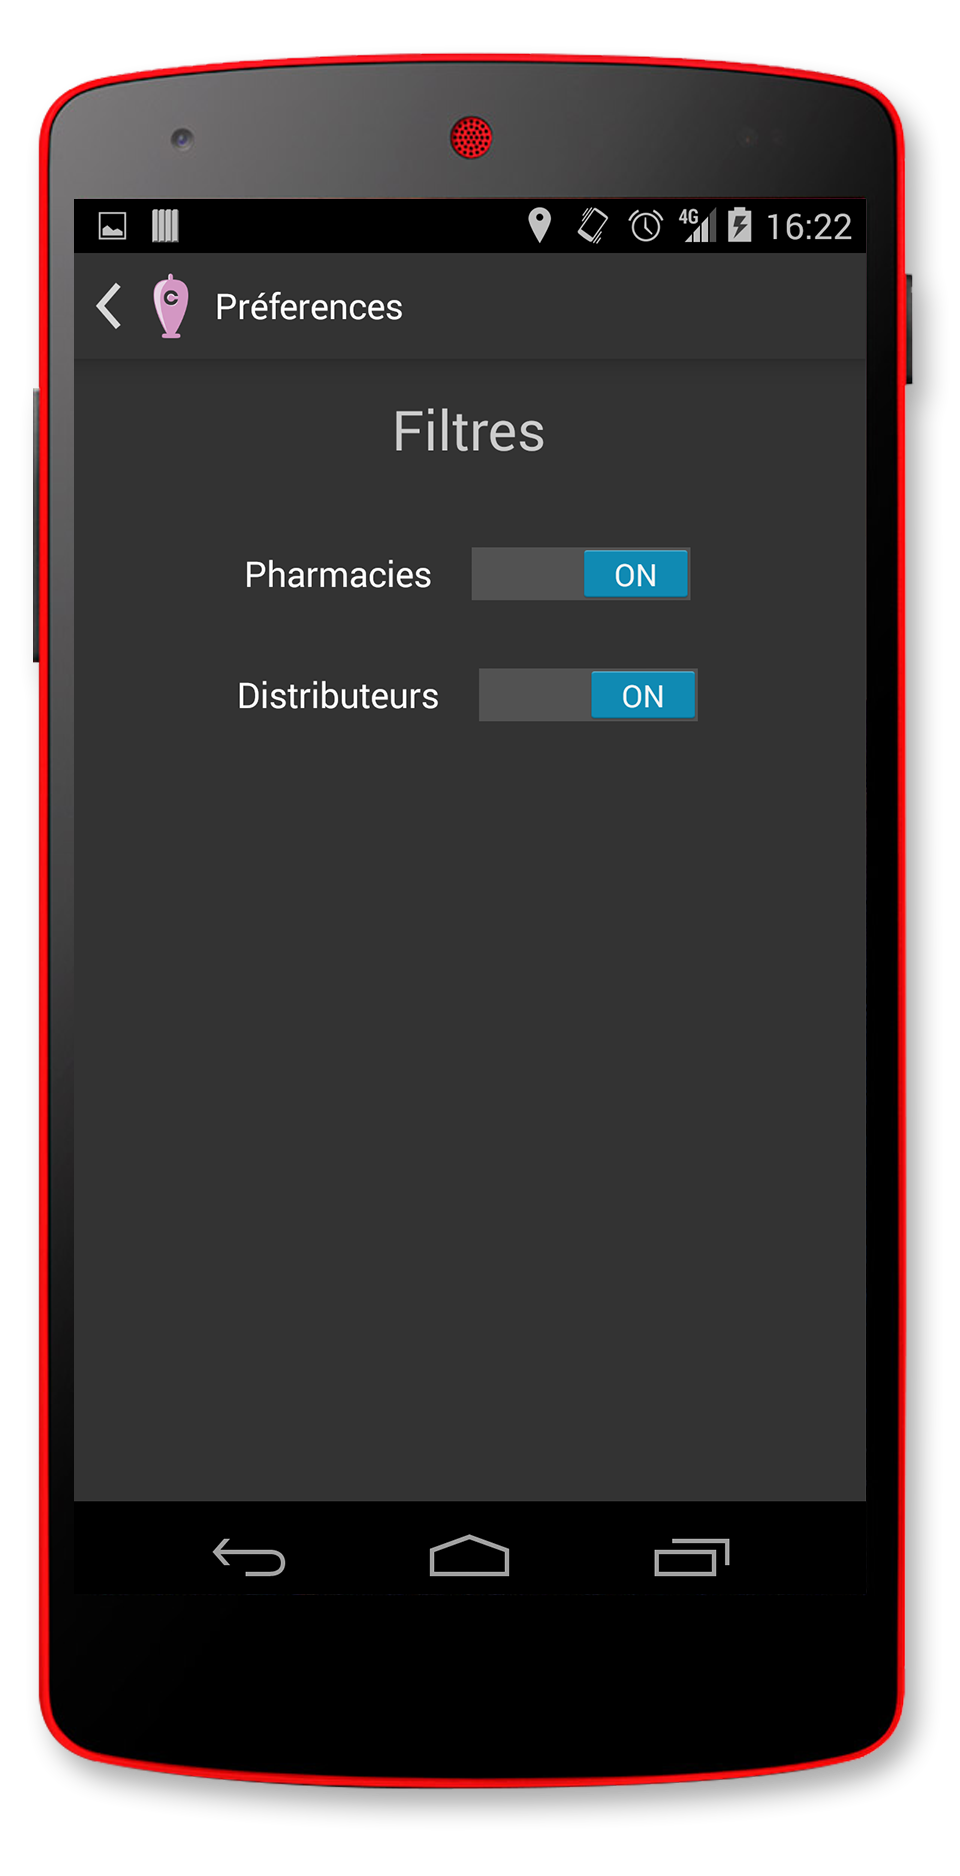 4G 16:22
C Préferences
Filtres
Pharmacies ON
Distributeurs ON